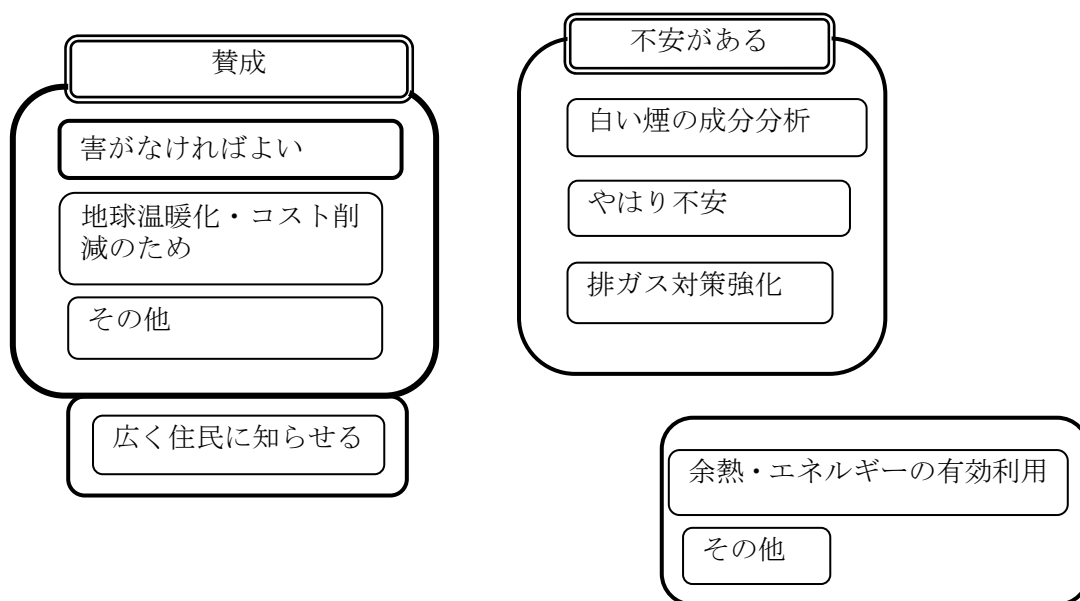 賛成
害がなければよい
地球温暖化・コスト削
減のため
その他
広く住民に知らせる
不安がある
白い煙の成分分析
やはり不安
排ガス対策強化
余熱・エネルギーの有効利用
その他